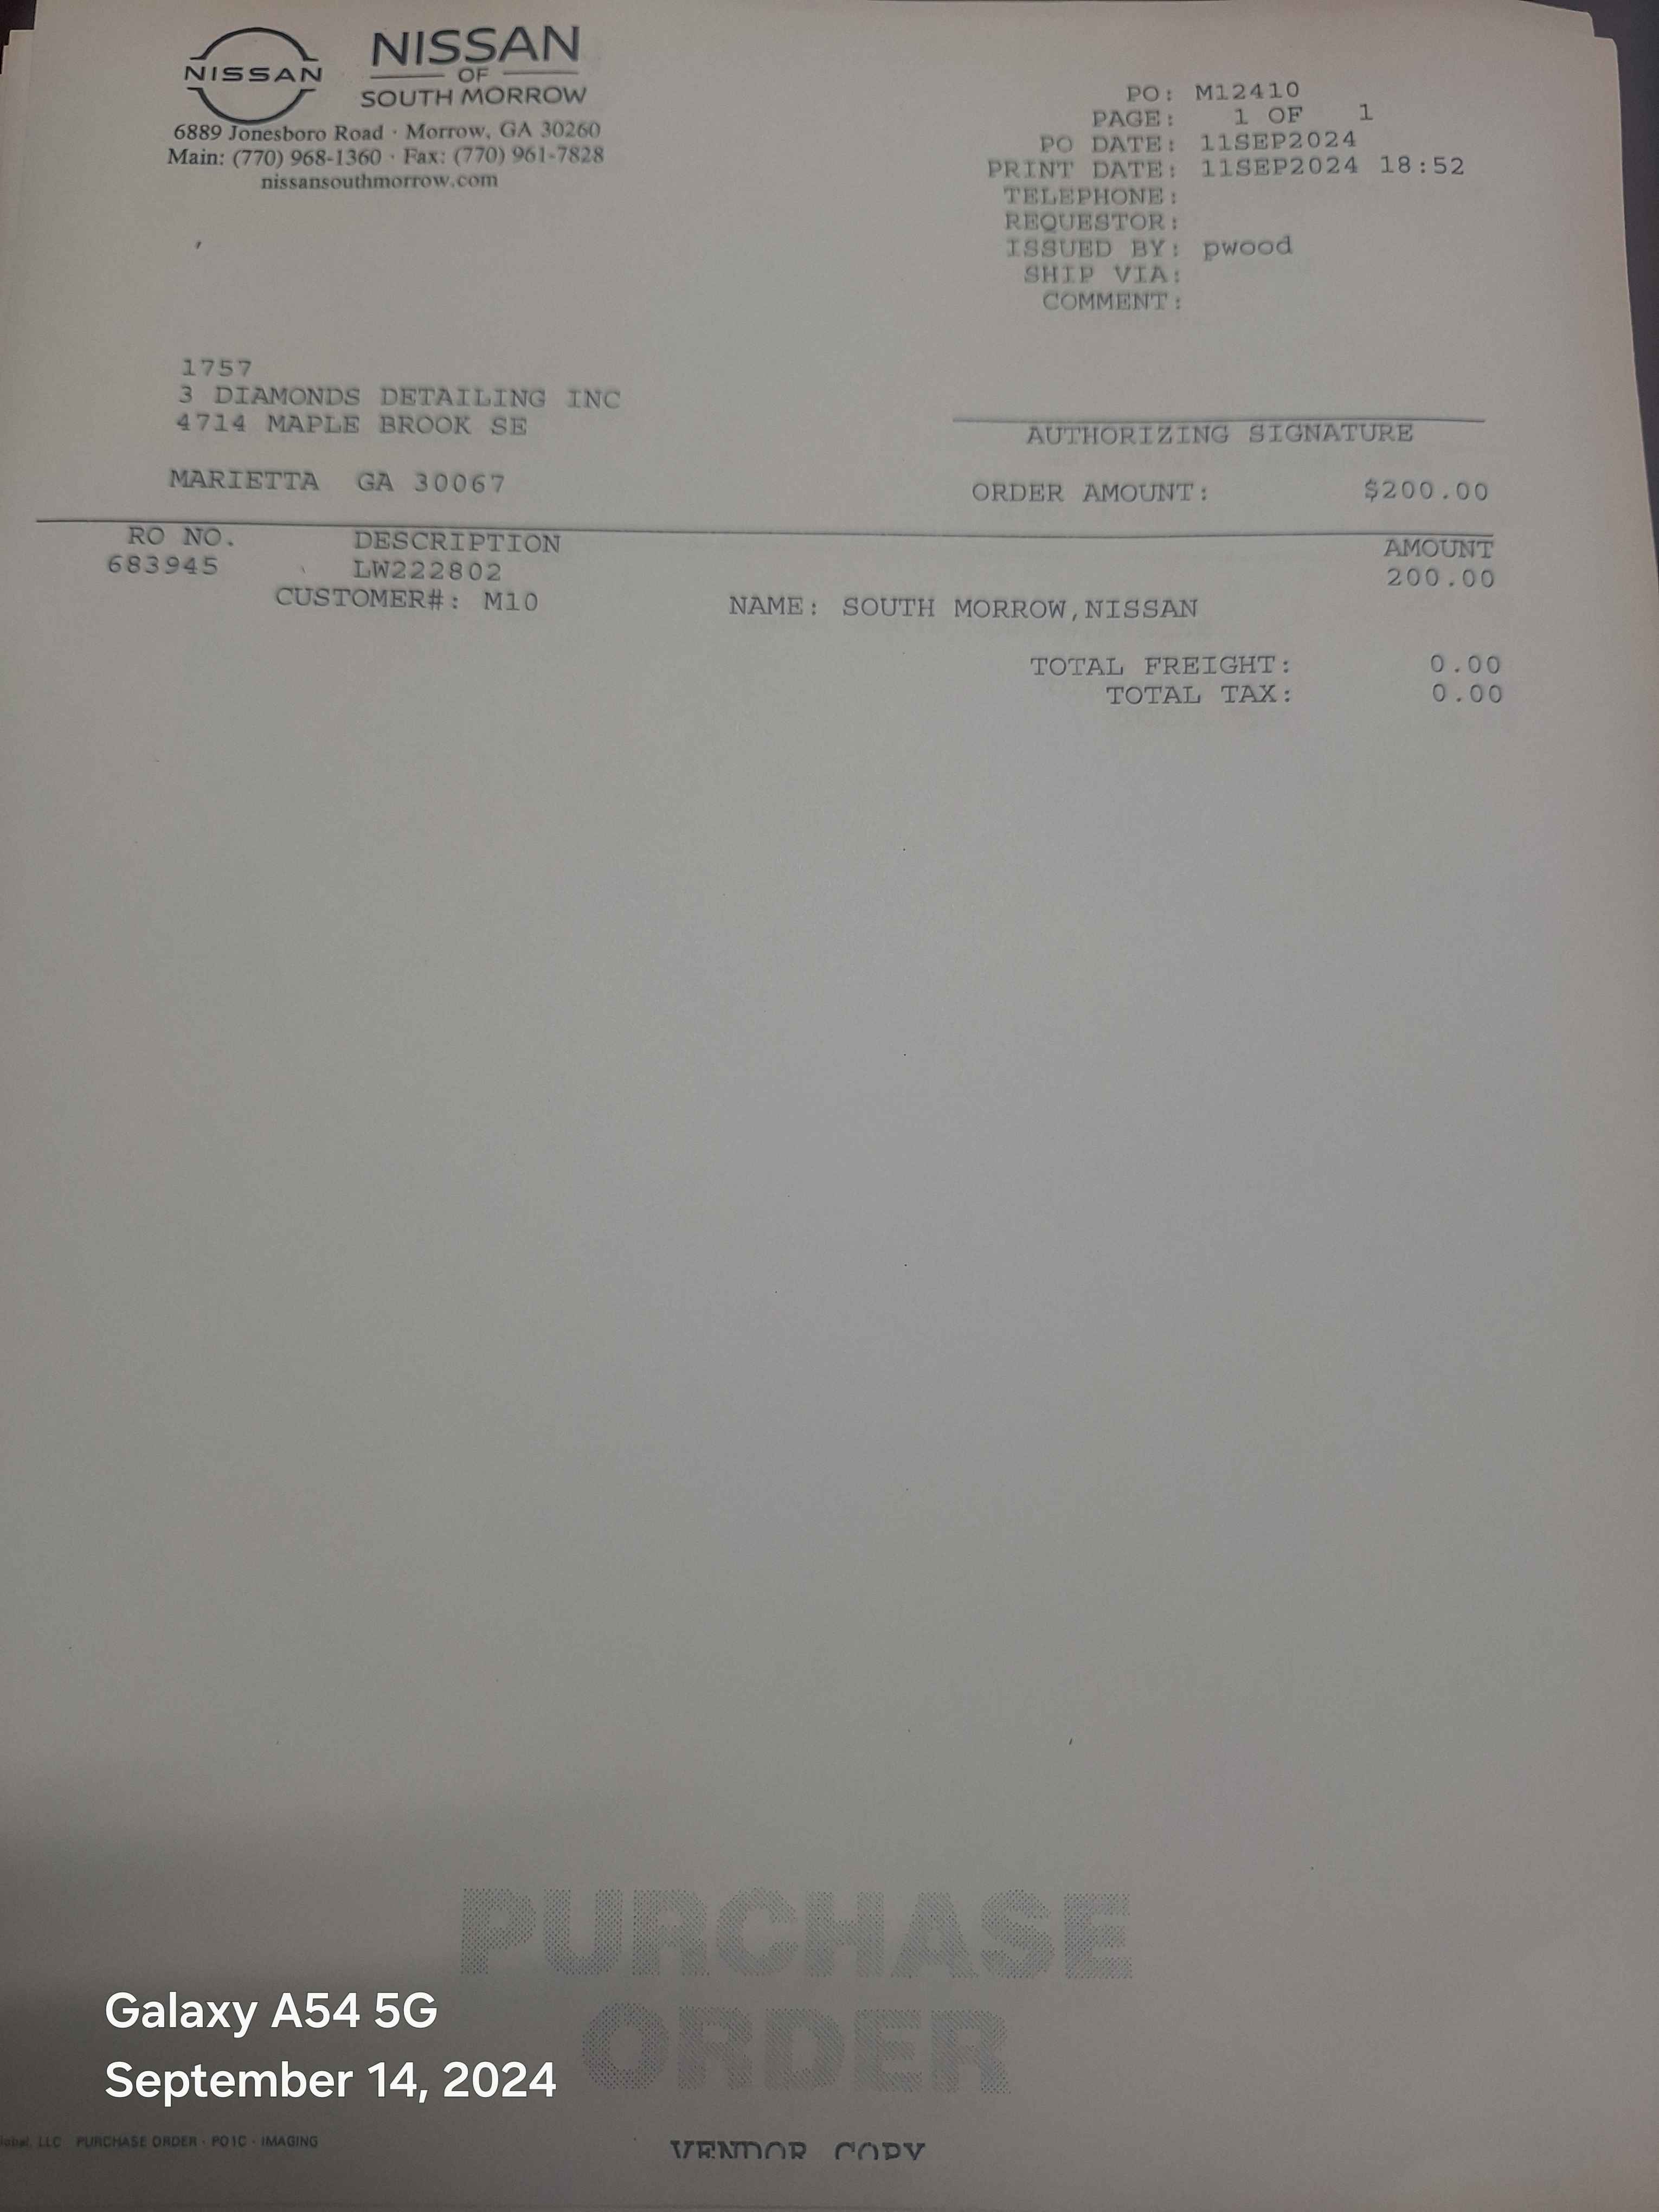 NISSAN
NISSAN
OF
SOUTH MORROW
6889 Jonesboro Road · Morrow, GA 30260
Main: (770) 968-1360 · Fax: (770) 961-7828
nissansouthmorrow.com
PO: M12410
PAGE: 1 OF 1
PO DATE: 11SEP2024
PRINT DATE: 11SEP2024 18:52
TELEPHONE:
REQUESTOR:
ISSUED BY: pwood
SHIP VIA:
COMMENT:
1757
3 DIAMONDS DETAILING INC
4714 MAPLE BROOK SE
MARIETTA GA 30067
AUTHORIZING SIGNATURE
ORDER AMOUNT: $200.00
RO NO. DESCRIPTION AMOUNT
683945 LW222802 200.00
CUSTOMER#: M10 NAME: SOUTH MORROW,NISSAN
TOTAL FREIGHT: 0.00
TOTAL TAX: 0.00
PURCHASE
ORDER
Galaxy A54 5G
September 14, 2024
LLC PURCHASE ORDER · PO1C · IMAGING
VENDOR COPY